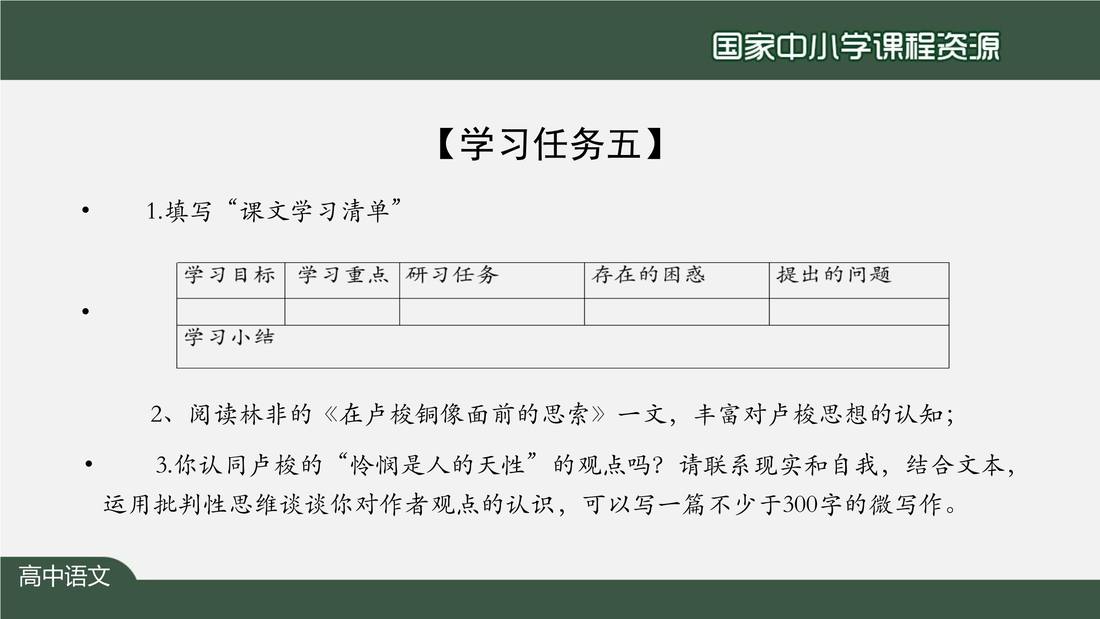 国家中小学课程资源
【学习任务五】
• 1.填写“课文学习清单”
学习目标 学习重点 研习任务 存在的困惑 提出的问题
•
学习小结
2、阅读林非的《在卢梭铜像面前的思索》一文，丰富对卢梭思想的认知；
• 3.你认同卢梭的“怜悯是人的天性”的观点吗？请联系现实和自我，结合文本，
运用批判性思维谈谈你对作者观点的认识，可以写一篇不少于300字的微写作。
高中语文